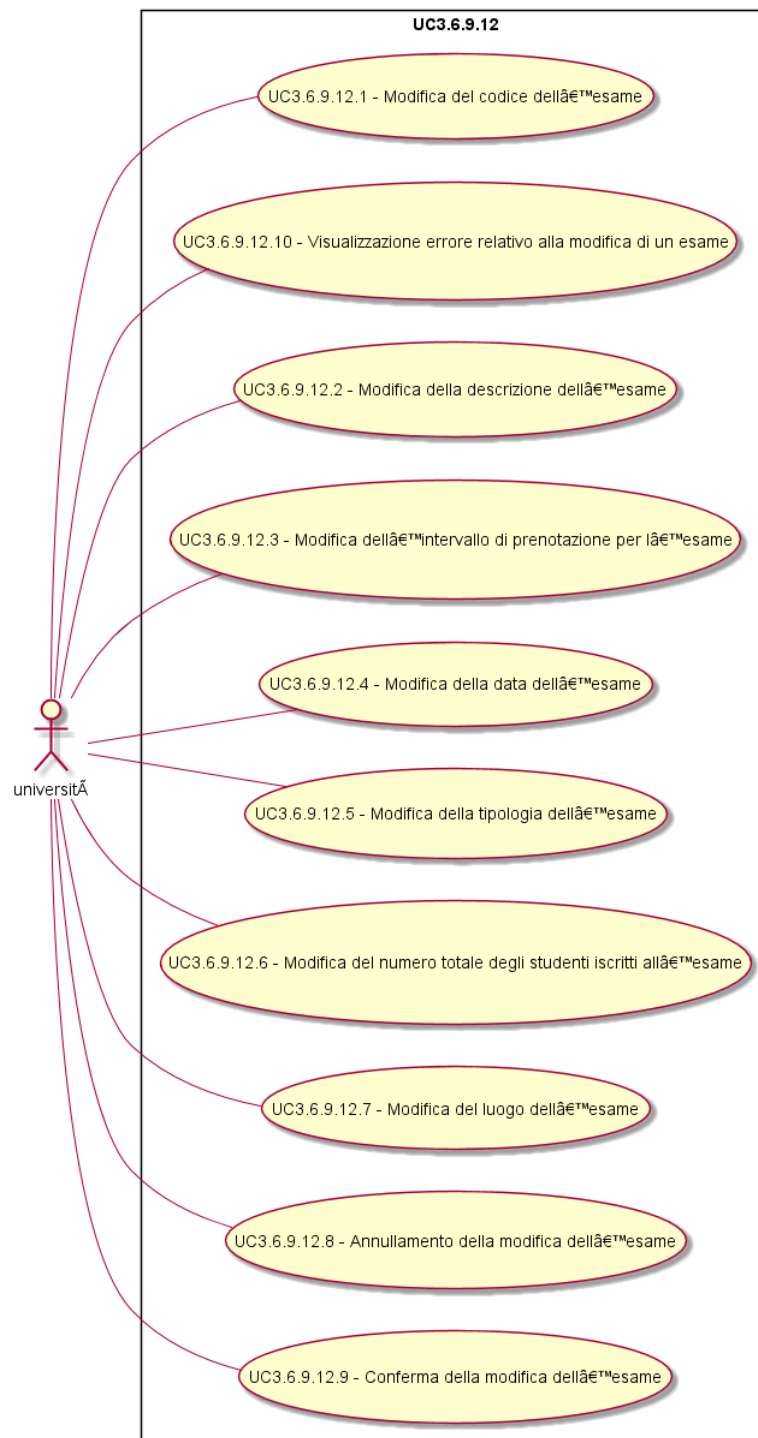 UC3.6.9.12
UC3.6.9.12.1 - Modifica del codice dellâ€™esame
UC3.6.9.12.10 - Visualizzazione errore relativo alla modifica di un esame
UC3.6.9.12.2 - Modifica della descrizione dellâ€™esame
UC3.6.9.12.3 - Modifica dellâ€™intervallo di prenotazione per lâ€™esame
UC3.6.9.12.4 - Modifica della data dellâ€™esame
universitÃ
UC3.6.9.12.5 - Modifica della tipologia dellâ€™esame
UC3.6.9.12.6 - Modifica del numero totale degli studenti iscritti allâ€™esame
UC3.6.9.12.7 - Modifica del luogo dellâ€™esame
UC3.6.9.12.8 - Annullamento della modifica dellâ€™esame
UC3.6.9.12.9 - Conferma della modifica dellâ€™esame